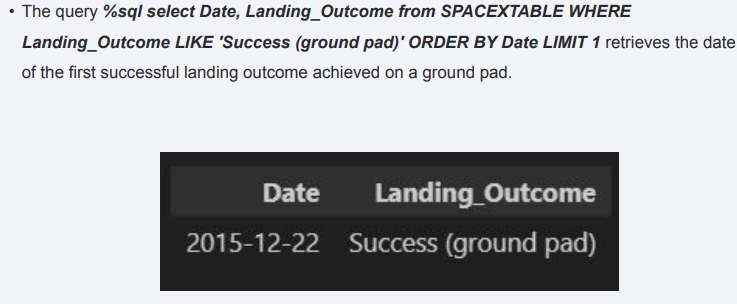 • The query %sql select Date, Landing_Outcome from SPACEXTABLE WHERE
Landing_Outcome LIKE 'Success (ground pad)' ORDER BY Date LIMIT 1 retrieves the date
of the first successful landing outcome achieved on a ground pad.
Date Landing_Outcome
2015-12-22 Success (ground pad)